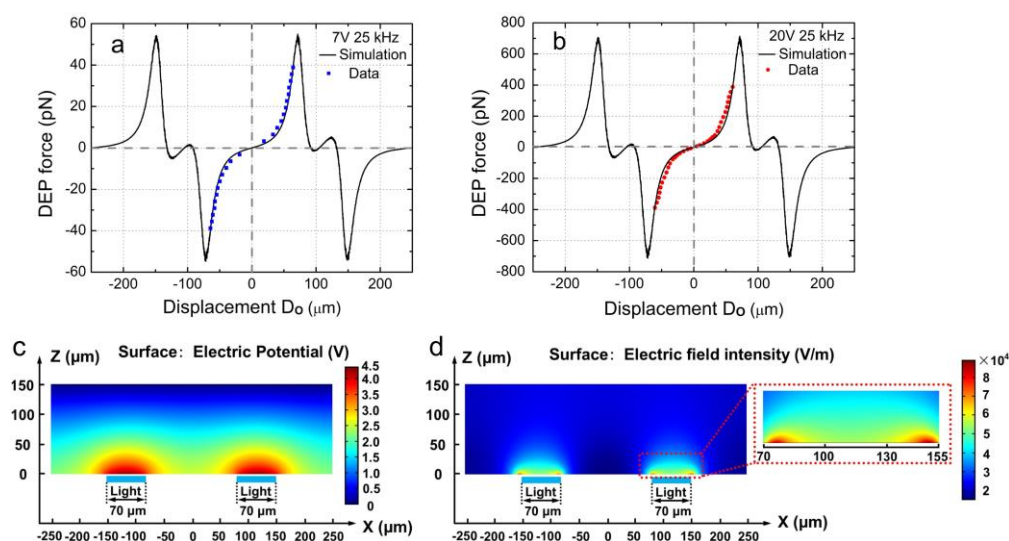 a
7V 25 kHz
Simulation
Data
60
40
20
0
-20
-40
-60
DEP force (pN)
-200 -100 0 100 200
Displacement Do (μm)
b
20V 25 kHz
Simulation
Data
800
600
400
200
0
-200
-400
-600
-800
DEP force (pN)
-200 -100 0 100 200
Displacement Do (μm)
c
Z (μm) Surface: Electric Potential (V)
150
100
50
0
4.5
4.0
3.5
3.0
2.5
2.0
1.5
1.0
0.5
0
Light Light
70 μm 70 μm
X (μm)
-250 -200 -150 -100 -50 0 50 100 150 200 250
d
Z (μm) Surface: Electric field intensity (V/m)
150
100
50
0
70 100 130 155
×10⁴
8
7
6
5
4
3
2
Light Light
70 μm 70 μm
X (μm)
-250 -200 -150 -100 -50 0 50 100 150 200 250